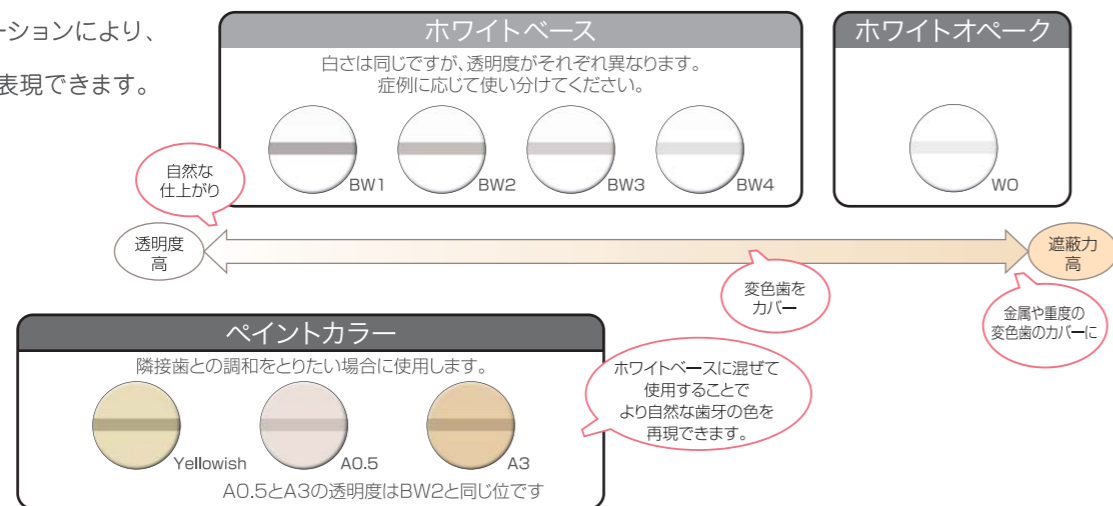 ーションにより、
表現できます。
ホワイトベース
白さは同じですが、透明度がそれぞれ異なります。
症例に応じて使い分けてください。
BW1
BW2
BW3
BW4
ホワイトオペーク
WO
自然な
仕上がり
透明度
高
遮蔽力
高
変色歯を
カバー
金属や重度の
変色歯のカバーに
ペイントカラー
隣接歯との調和をとりたい場合に使用します。
Yellowish
A0.5
A3
A0.5とA3の透明度はBW2と同じ位です
ホワイトベースに混ぜて
使用することで
より自然な歯牙の色を
再現できます。